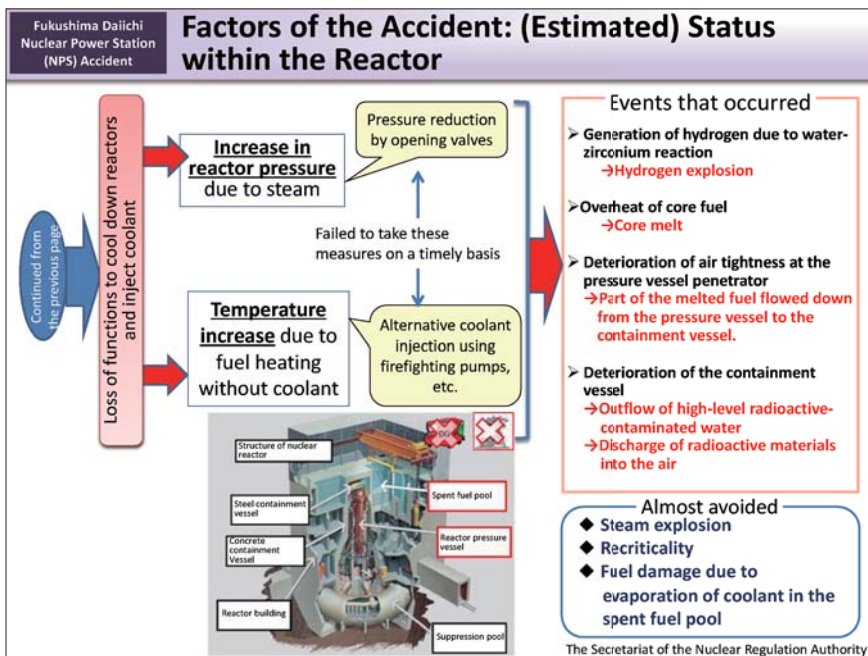 Fukushima Daiichi
Nuclear Power Station
(NPS) Accident
Factors of the Accident: (Estimated) Status
within the Reactor
Continued from
the previous page
Loss of functions to cool down reactors
and inject coolant
Increase in
reactor pressure
due to steam
Pressure reduction
by opening valves
Failed to take these
measures on a timely basis
Temperature
increase due to
fuel heating
without coolant
Alternative coolant
injection using
firefighting pumps,
etc.
DG
Structure of nuclear
reactor
Steel containment
vessel
Concrete
containment
Vessel
Reactor building
Spent fuel pool
Reactor pressure
vessel
Suppression pool
Events that occurred
➢ Generation of hydrogen due to water-
zirconium reaction
→Hydrogen explosion
➢ Overheat of core fuel
→Core melt
➢ Deterioration of air tightness at the
pressure vessel penetrator
→Part of the melted fuel flowed down
from the pressure vessel to the
containment vessel.
➢ Deterioration of the containment
vessel
→Outflow of high-level radioactive-
contaminated water
→Discharge of radioactive materials
into the air
Almost avoided
◆ Steam explosion
◆ Recriticality
◆ Fuel damage due to
evaporation of coolant in the
spent fuel pool
The Secretariat of the Nuclear Regulation Authority